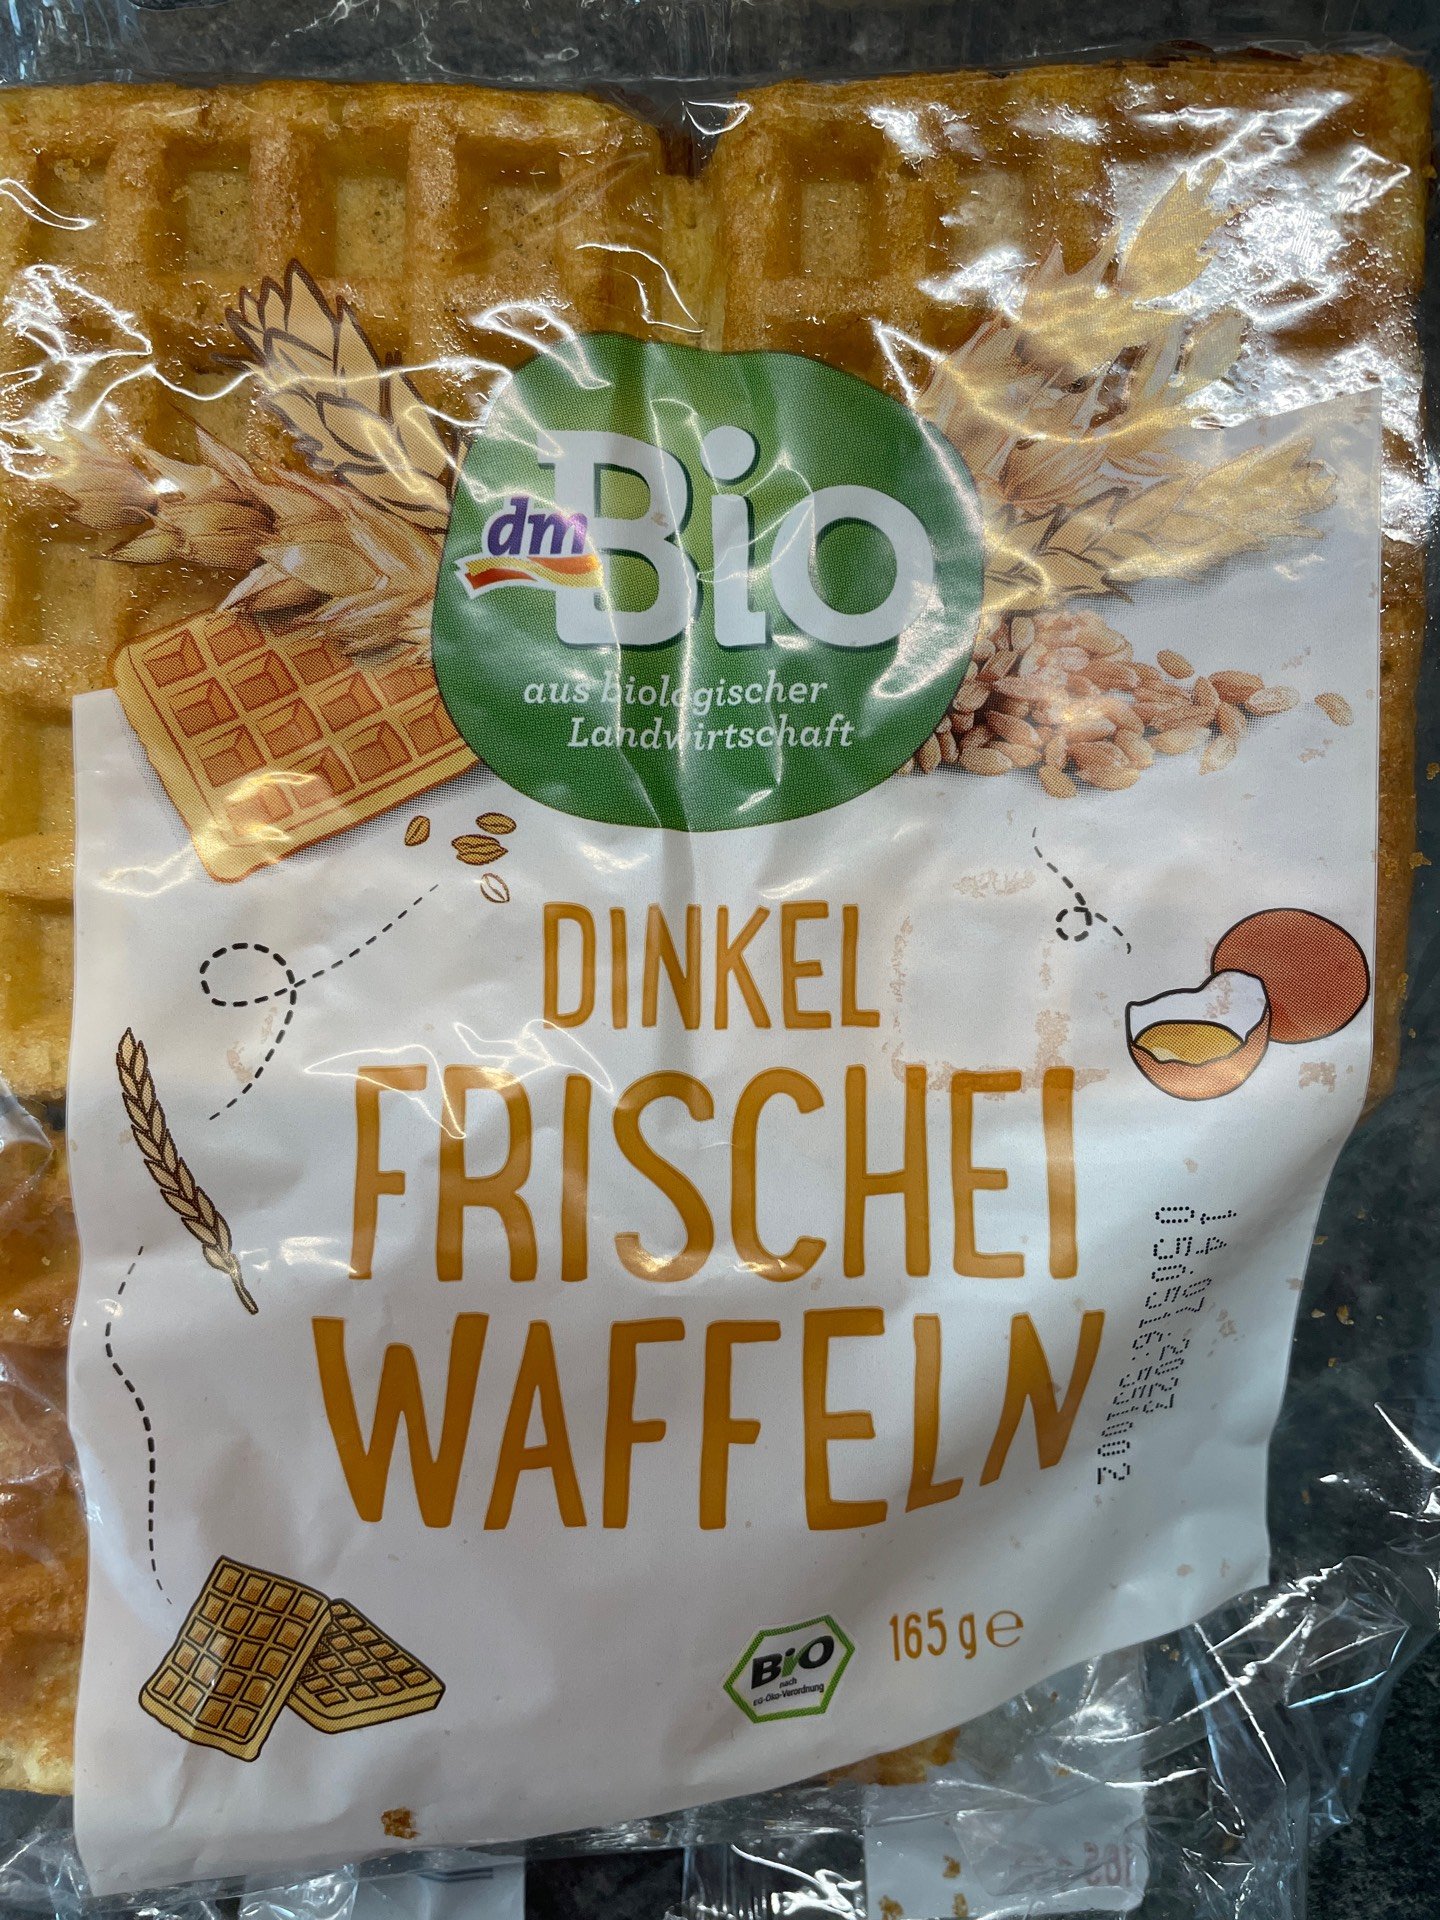 dm
Bio
aus biologischer
Landwirtschaft
DINKEL
FRISCHEI
WAFFELN
BiO
nach
EG-Öko-Verordnung
165 g e